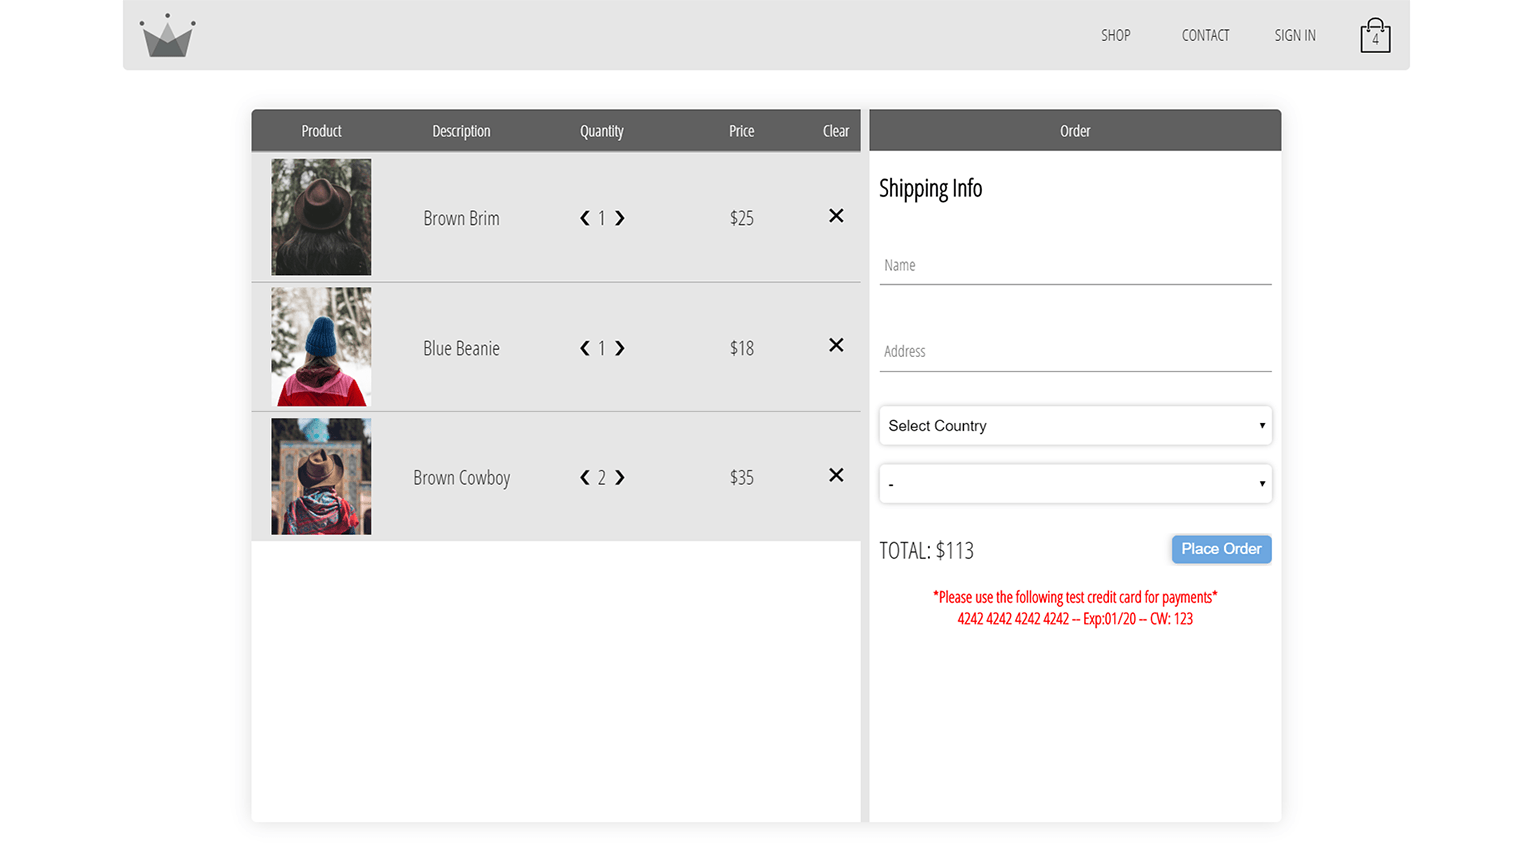 SHOP CONTACT SIGN IN 4
Product Description Quantity Price Clear
Brown Brim ❮ 1 ❯ $25 ✕
Blue Beanie ❮ 1 ❯ $18 ✕
Brown Cowboy ❮ 2 ❯ $35 ✕
Order
Shipping Info
Name
Address
Select Country
-
TOTAL: $113 Place Order
*Please use the following test credit card for payments*
4242 4242 4242 4242 -- Exp:01/20 -- CW: 123